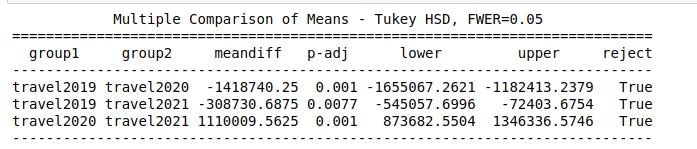 Multiple Comparison of Means - Tukey HSD, FWER=0.05
================================================================================
group1 group2 meandiff p-adj lower upper reject
--------------------------------------------------------------------------------
travel2019 travel2020 -1418740.25 0.001 -1655067.2621 -1182413.2379 True
travel2019 travel2021 -308730.6875 0.0077 -545057.6996 -72403.6754 True
travel2020 travel2021 1110009.5625 0.001 873682.5504 1346336.5746 True
--------------------------------------------------------------------------------